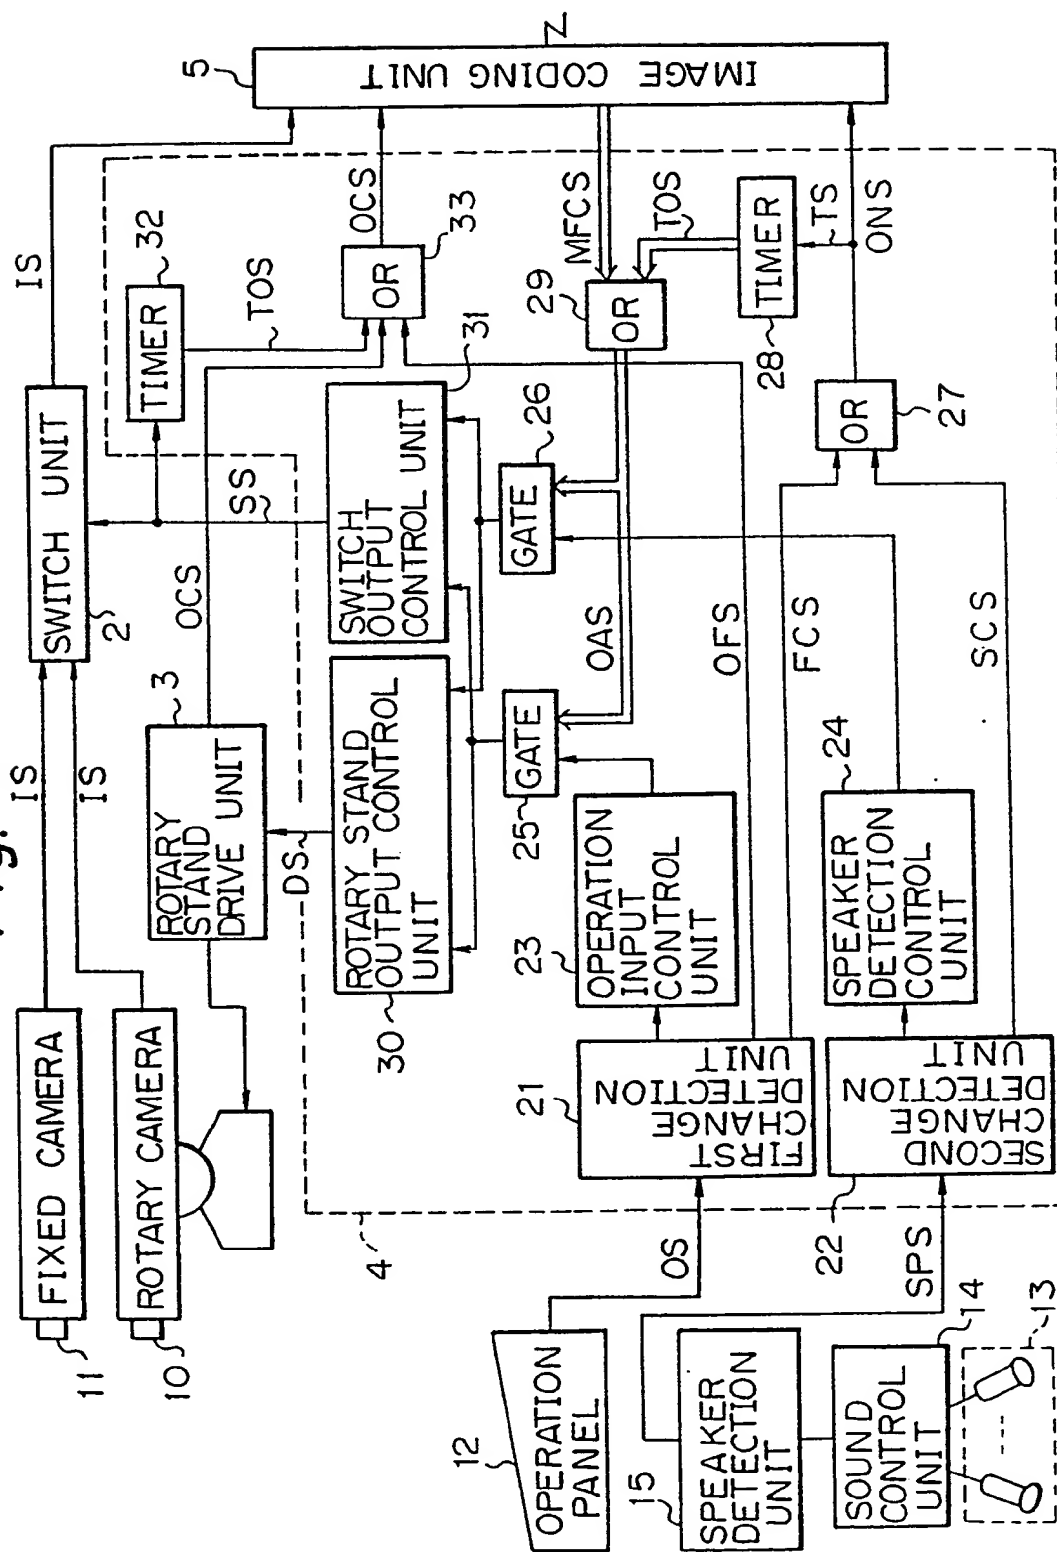 Fig.
11
FIXED CAMERA
IS
SWITCH UNIT
2
IS
10
ROTARY CAMERA
IS
3
ROTARY
STAND
DRIVE UNIT
OCS
SS
TIMER
32
TOS
5
IMAGE CODING UNIT
DS
4
30
ROTARY STAND
OUTPUT CONTROL
UNIT
SWITCH
OUTPUT
CONTROL UNIT
31
OR
33
OCS
25
GATE
GATE
26
OAS
29
OR
MFCS
TOS
28
TIMER
TS
ONS
OFS
FCS
SCS
OR
27
12
OPERATION
PANEL
OS
21
FIRST
CHANGE
DETECTION
UNIT
23
OPERATION
INPUT
CONTROL
UNIT
15
SPEAKER
DETECTION
UNIT
SPS
22
SECOND
CHANGE
DETECTION
UNIT
SPEAKER
DETECTION
CONTROL
UNIT
24
SOUND
CONTROL
UNIT
14
13